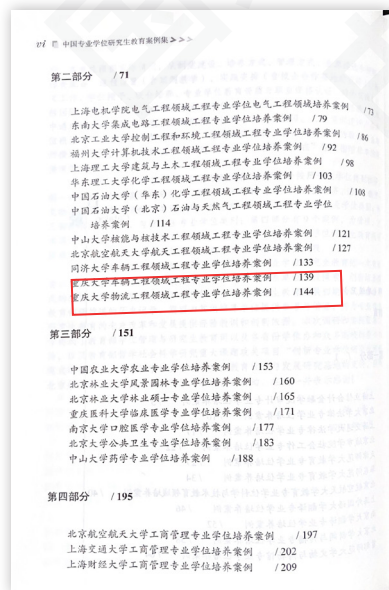 vi 中国专业学位研究生教育案例集
第二部分 /71
上海电机学院电气工程领域工程专业学位电气工程领域培养案例 /73
东南大学集成电路工程领域工程专业学位培养案例 /79
北京工业大学控制工程和环境工程领域工程专业学位培养案例 /86
福州大学计算机技术工程领域工程专业学位培养案例 /92
上海理工大学建筑与土木工程领域工程专业学位培养案例 /98
华东理工大学化学工程领域工程专业学位培养案例 /103
中国石油大学（华东）化学工程领域工程专业学位培养案例 /108
中国石油大学（北京）石油与天然气工程领域工程专业学位
培养案例 /114
中山大学核能与核技术工程领域工程专业学位培养案例 /121
北京航空航天大学航天工程领域工程专业学位培养案例 /127
同济大学车辆工程领域工程专业学位培养案例 /133
重庆大学车辆工程领域工程专业学位培养案例 /139
重庆大学物流工程领域工程专业学位培养案例 /144
第三部分 /151
中国农业大学农业专业学位培养案例 /153
北京林业大学风景园林专业学位培养案例 /160
北京林业大学林业硕士专业学位培养案例 /165
重庆医科大学临床医学专业学位培养案例 /171
南京大学口腔医学专业学位培养案例 /177
北京大学公共卫生专业学位培养案例 /183
中山大学药学专业学位培养案例 /188
第四部分 /195
北京航空航天大学工商管理专业学位培养案例 /197
上海交通大学工商管理专业学位培养案例 /202
上海财经大学工商管理专业学位培养案例 /209